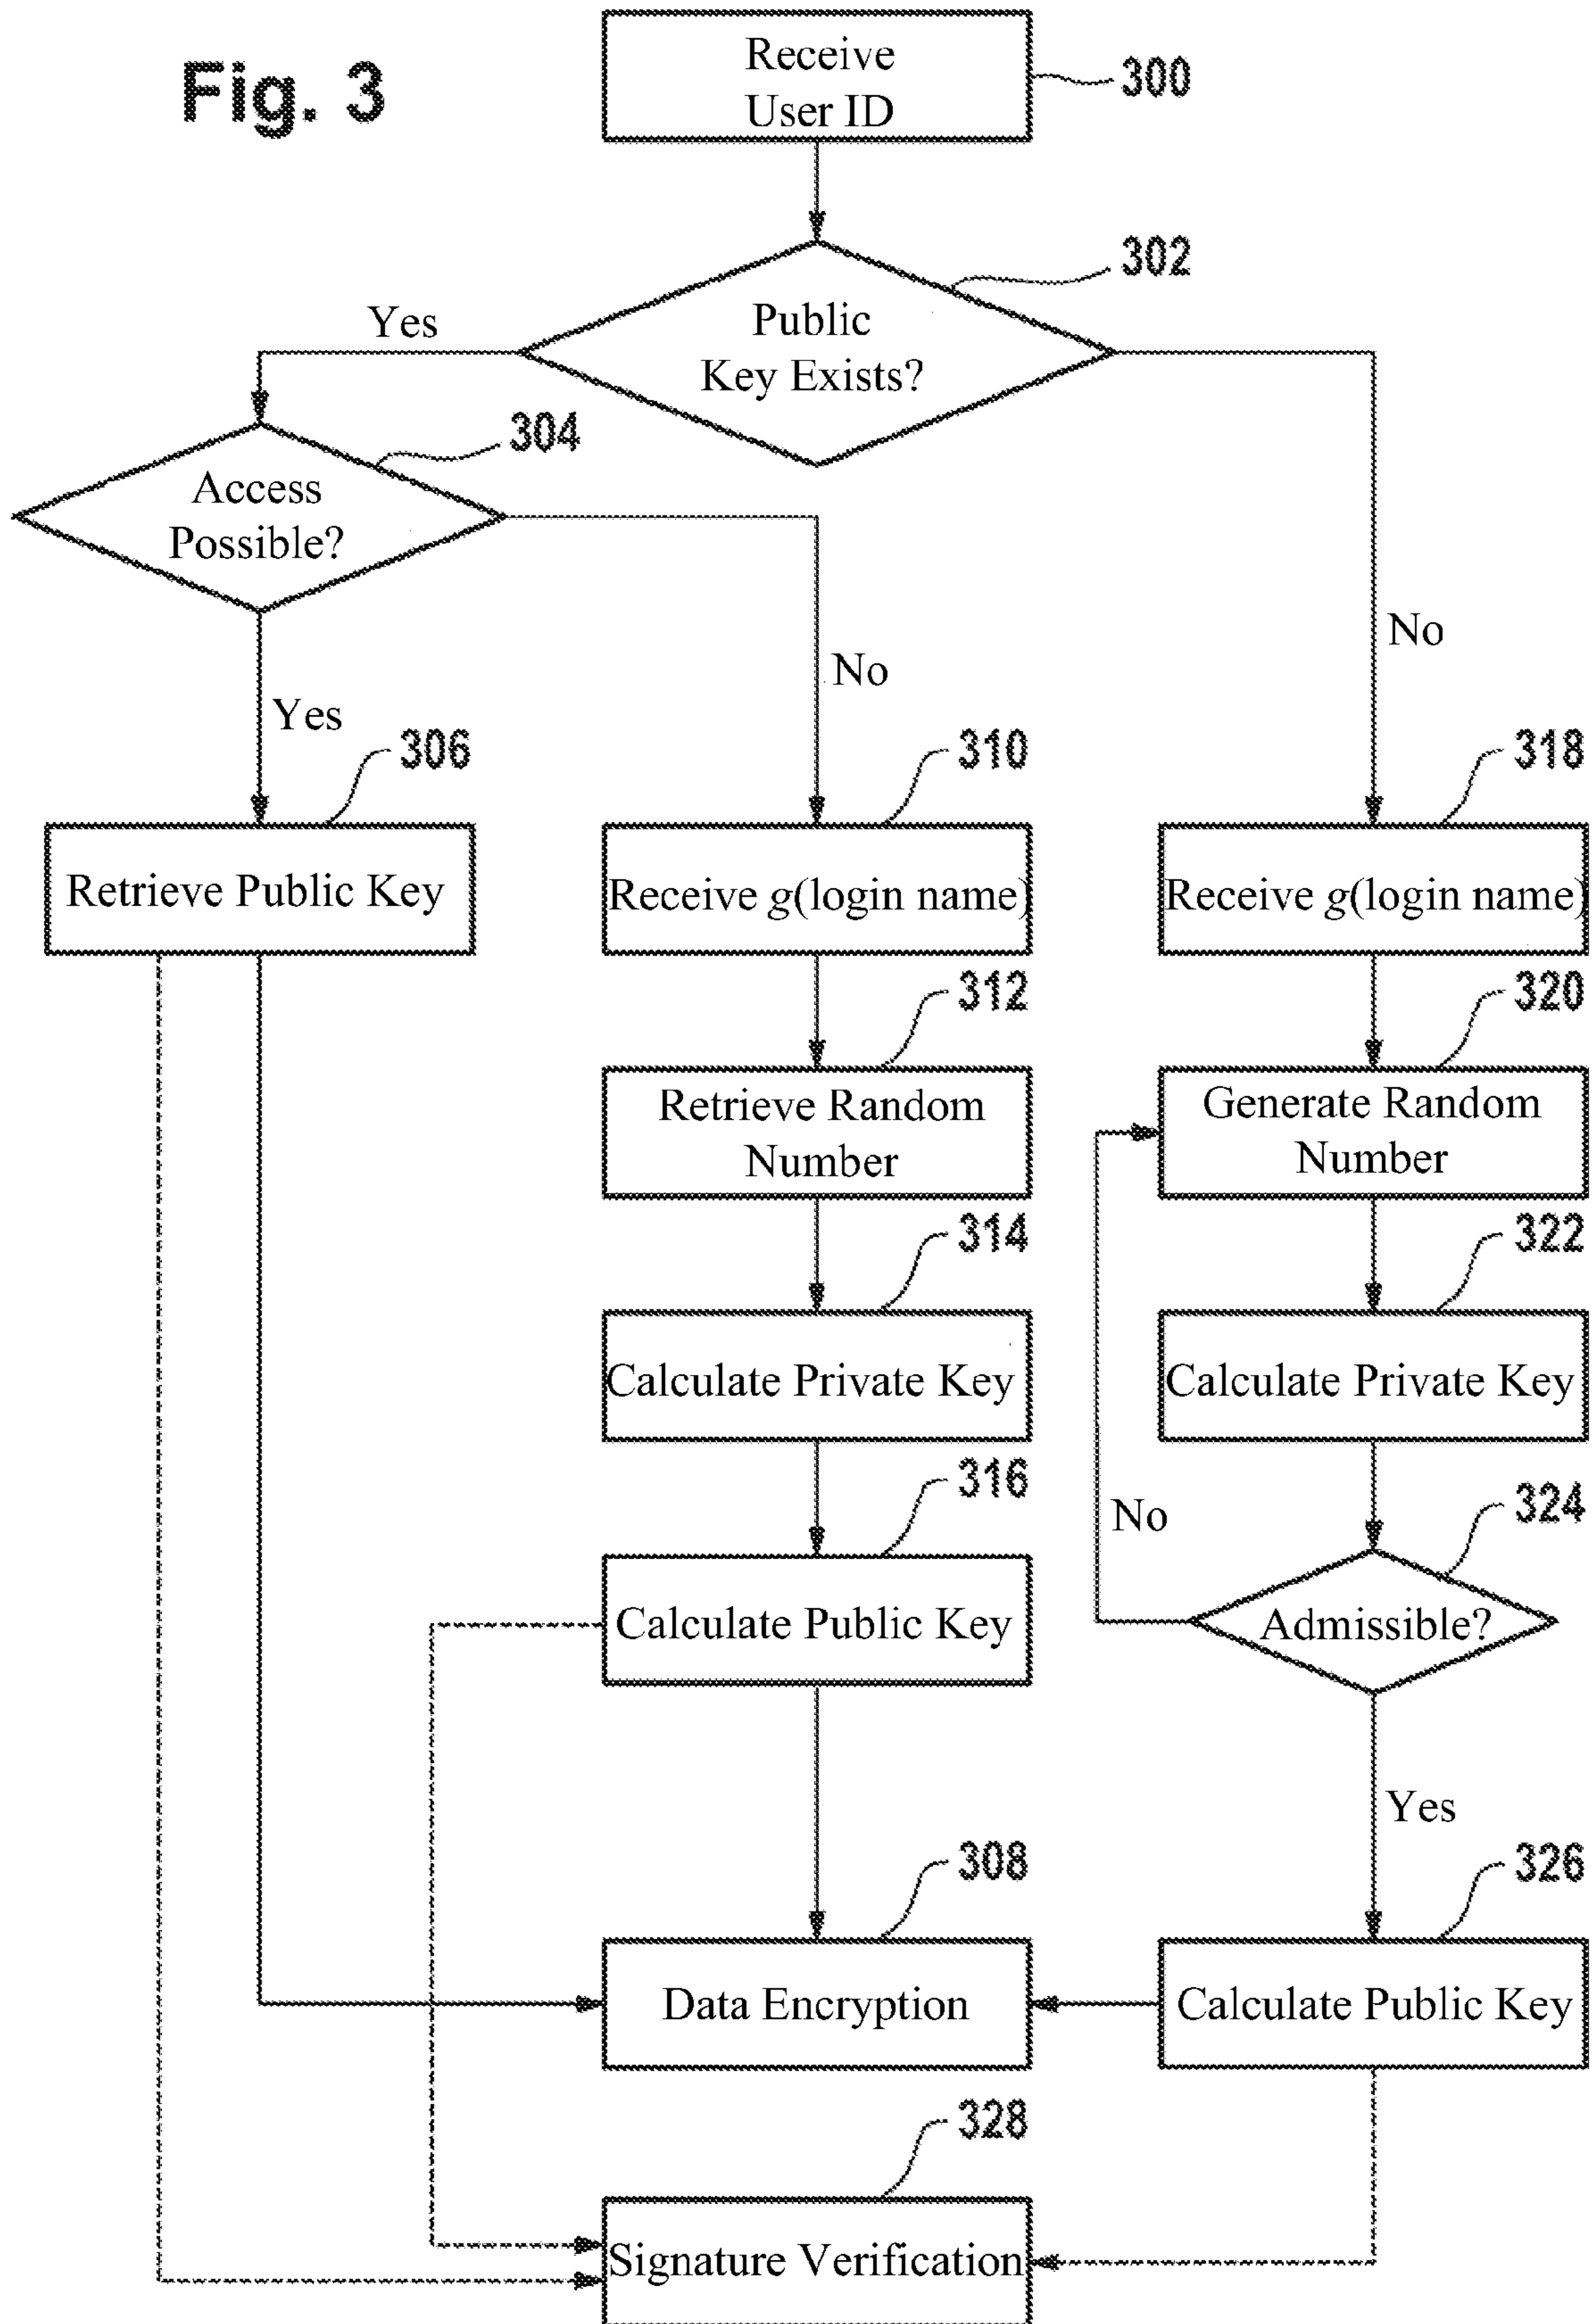 Fig. 3
Receive
User ID
300
302
Public
Key Exists?
Yes
304
Access
Possible?
No
No
Yes
306
310
318
Retrieve Public Key
Receive g(login name)
Receive g(login name)
312
320
Retrieve Random
Number
Generate Random
Number
314
322
Calculate Private Key
Calculate Private Key
316
324
No
Calculate Public Key
Admissible?
Yes
308
326
Data Encryption
Calculate Public Key
328
Signature Verification